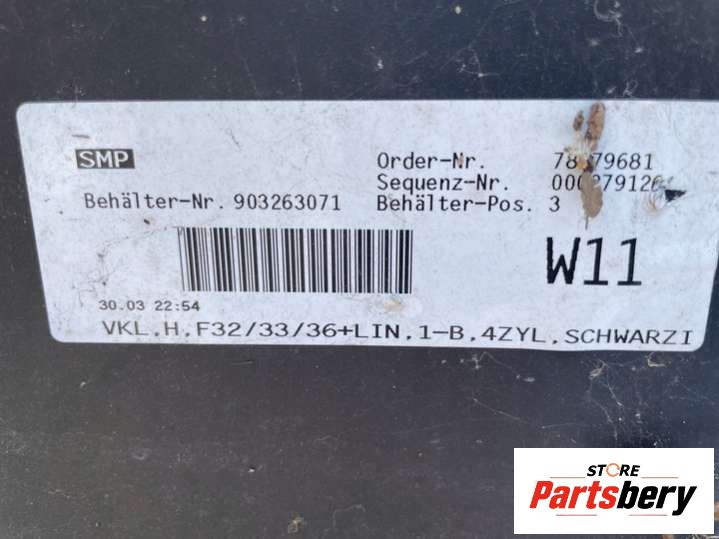 SMP
Order-Nr.
Sequenz-Nr.
Behälter-Nr. 903263071 Behälter-Pos. 3
W11
30.03 22:54
VKL.H.F32/33/36+LIN.1-B.4ZYL.SCHWARZI
STORE
Partsbery